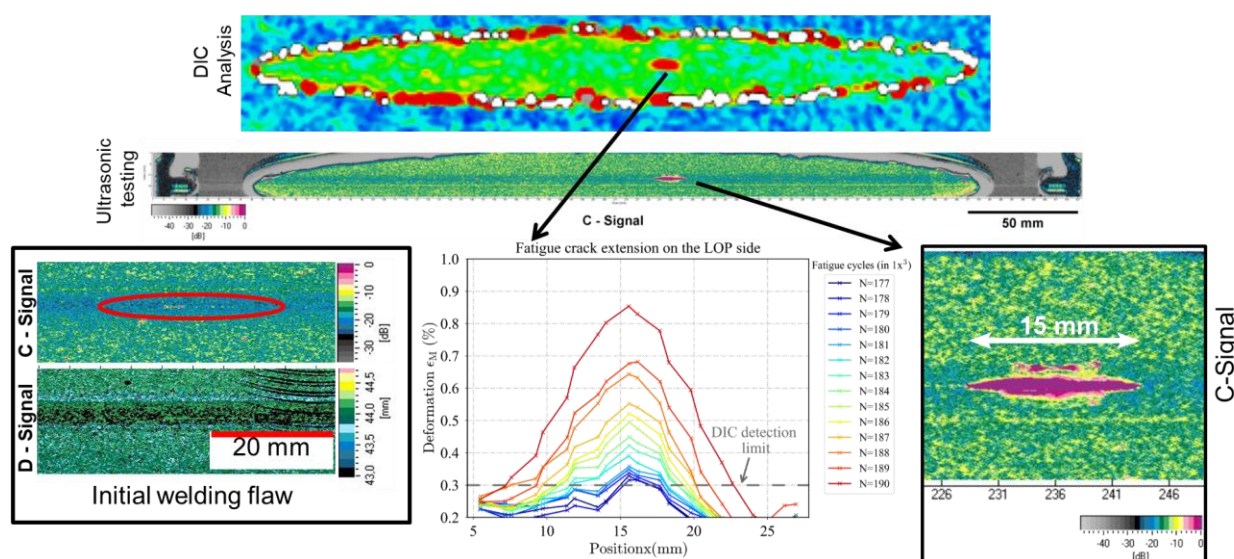 DIC
Analysis
Ultrasonic
testing
-40 -30 -20 -10 0
[dB]
C - Signal
50 mm
C - Signal
0
-10
-20
-30
[dB]
D - Signal
44.5
44.0
43.5
43.0
[mm]
20 mm
Initial welding flaw
Fatigue crack extension on the LOP side
Deformation ϵM (%)
1.0
0.9
0.8
0.7
0.6
0.5
0.4
0.3
0.2
5 10 15 20 25
Positionx(mm)
DIC detection
limit
Fatigue cycles (in 1x³)
N=177
N=178
N=179
N=180
N=181
N=182
N=183
N=184
N=185
N=186
N=187
N=188
N=189
N=190
15 mm
C-Signal
226 231 236 243 248
-40 -30 -20 -10 0
[dB]